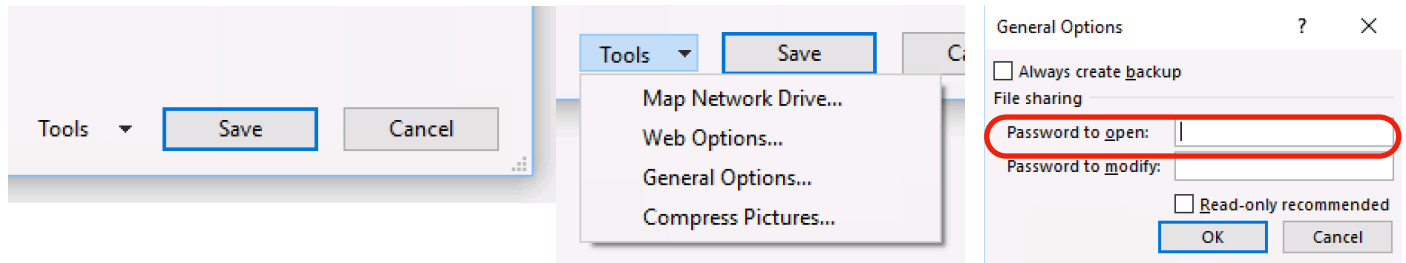 Tools Save Cancel
Tools Save
Map Network Drive...
Web Options...
General Options...
Compress Pictures...
General Options ?
Always create backup
File sharing
Password to open:
Password to modify:
Read-only recommended
OK Cancel